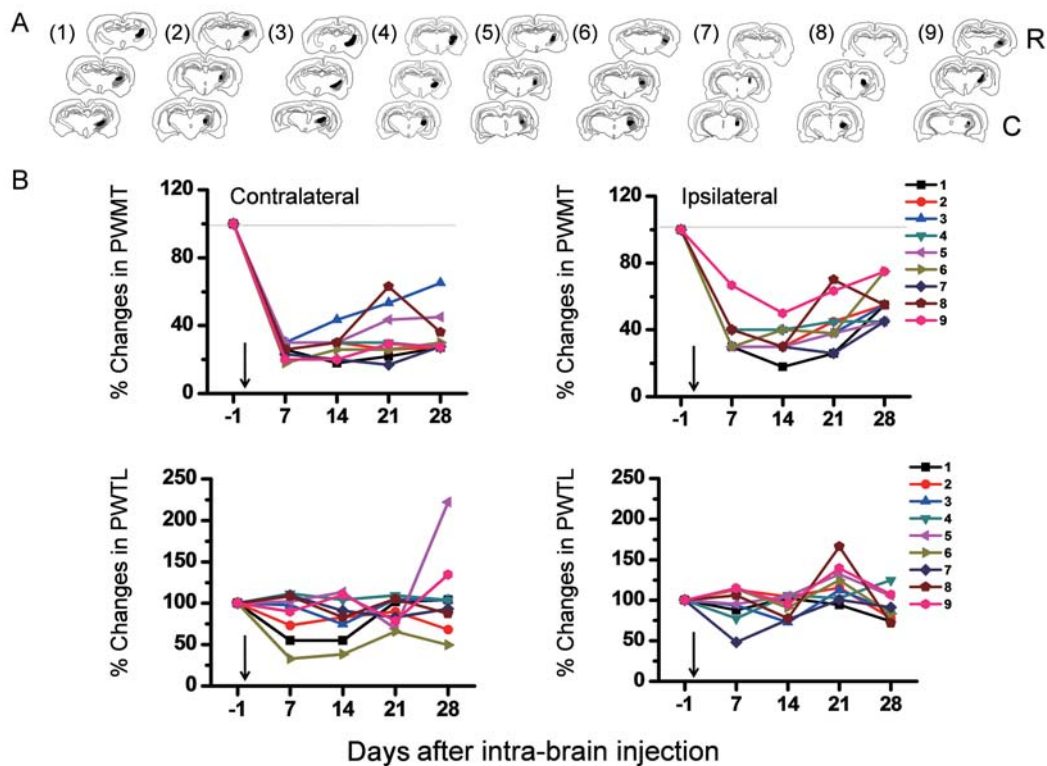 A
(1) (2) (3) (4) (5) (6) (7) (8) (9) R
C
B
Contralateral
% Changes in PWMT
120
80
40
0
-1 7 14 21 28
Ipsilateral
% Changes in PWMT
120
80
40
0
-1 7 14 21 28
1
2
3
4
5
6
7
8
9
% Changes in PWTL
250
200
150
100
50
0
-1 7 14 21 28
% Changes in PWTL
250
200
150
100
50
0
-1 7 14 21 28
1
2
3
4
5
6
7
8
9
Days after intra-brain injection